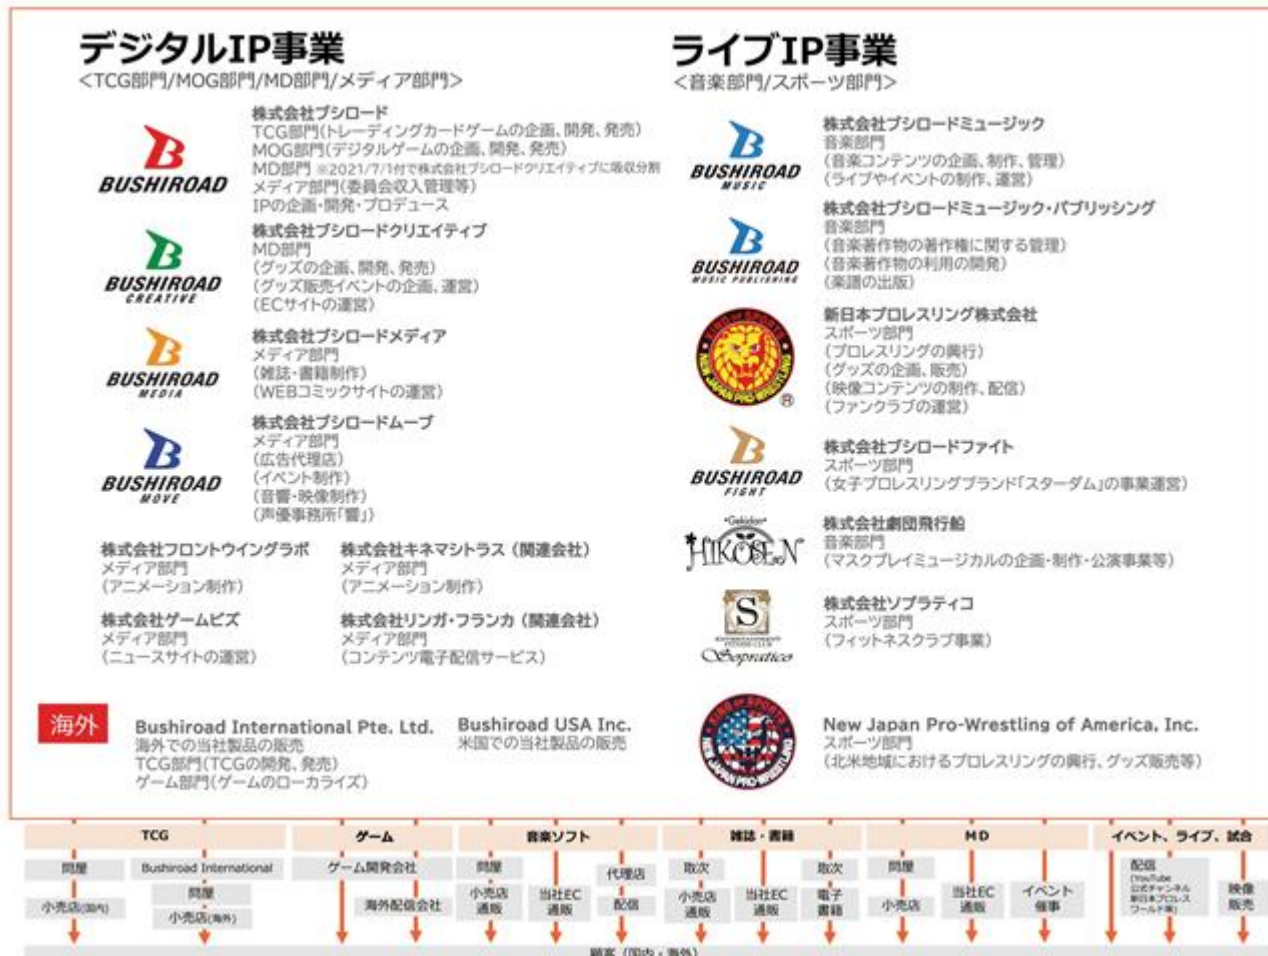 デジタルIP事業
<TCG部門/MOG部門/MD部門/メディア部門>
BUSHIROAD
株式会社ブシロード
TCG部門(トレーディングカードゲームの企画、開発、発売)
MOG部門(デジタルゲームの企画、開発、発売)
MD部門 ※2021/7/1付で株式会社ブシロードクリエイティブに吸収分割
メディア部門(委員会収入管理等)
IPの企画・開発・プロデュース
BUSHIROAD
CREATIVE
株式会社ブシロードクリエイティブ
MD部門
(グッズの企画、開発、発売)
(グッズ販売イベントの企画、運営)
(ECサイトの運営)
BUSHIROAD
MEDIA
株式会社ブシロードメディア
メディア部門
(雑誌・書籍制作)
(WEBコミックサイトの運営)
BUSHIROAD
MOVE
株式会社ブシロードムーブ
メディア部門
(広告代理店)
(イベント制作)
(音響・映像制作)
(声優事務所「響」)
株式会社フロントウイングラボ
メディア部門
(アニメーション制作)
株式会社キネマシトラス (関連会社)
メディア部門
(アニメーション制作)
株式会社ゲームビズ
メディア部門
(ニュースサイトの運営)
株式会社リンガ・フランカ (関連会社)
メディア部門
(コンテンツ電子配信サービス)
海外
Bushiroad International Pte. Ltd.
海外での当社製品の販売
TCG部門(TCGの開発、発売)
ゲーム部門(ゲームのローカライズ)
Bushiroad USA Inc.
米国での当社製品の販売
ライブIP事業
<音楽部門/スポーツ部門>
BUSHIROAD
MUSIC
株式会社ブシロードミュージック
音楽部門
(音楽コンテンツの企画、制作、管理)
(ライブやイベントの制作、運営)
BUSHIROAD
MUSIC PUBLISHING
株式会社ブシロードミュージック・パブリッシング
音楽部門
(音楽著作物の著作権に関する管理)
(音楽著作物の利用の開発)
(楽譜の出版)
KING OF SPORTS
NEW JAPAN PRO-WRESTLING
®
新日本プロレスリング株式会社
スポーツ部門
(プロレスリングの興行)
(グッズの企画、販売)
(映像コンテンツの制作、配信)
(ファンクラブの運営)
BUSHIROAD
FIGHT
株式会社ブシロードファイト
スポーツ部門
(女子プロレスリングブランド「スターダム」の事業運営)
Gekidan
HIKOSEN
株式会社劇団飛行船
音楽部門
(マスクプレイミュージカルの企画・制作・公演事業等)
S
FITNESS CLUB
Sopratico
株式会社ソプラティコ
スポーツ部門
(フィットネスクラブ事業)
KING OF SPORTS
NEW JAPAN PRO-WRESTLING
New Japan Pro-Wrestling of America, Inc.
スポーツ部門
(北米地域におけるプロレスリングの興行、グッズ販売等)
TCG
問屋
小売店(国内)
Bushiroad International
問屋
小売店(海外)
ゲーム
ゲーム開発会社
海外配信会社
音楽ソフト
問屋
小売店
通販
当社EC
通販
代理店
配信
雑誌・書籍
取次
小売店
通販
当社EC
通販
取次
電子
書籍
MD
問屋
小売店
当社EC
通販
イベント
催事
イベント、ライブ、試合
配信
(YouTube
公式チャンネル
新日本プロレス
ワールド等)
映像
販売
顧客 (国内・海外)